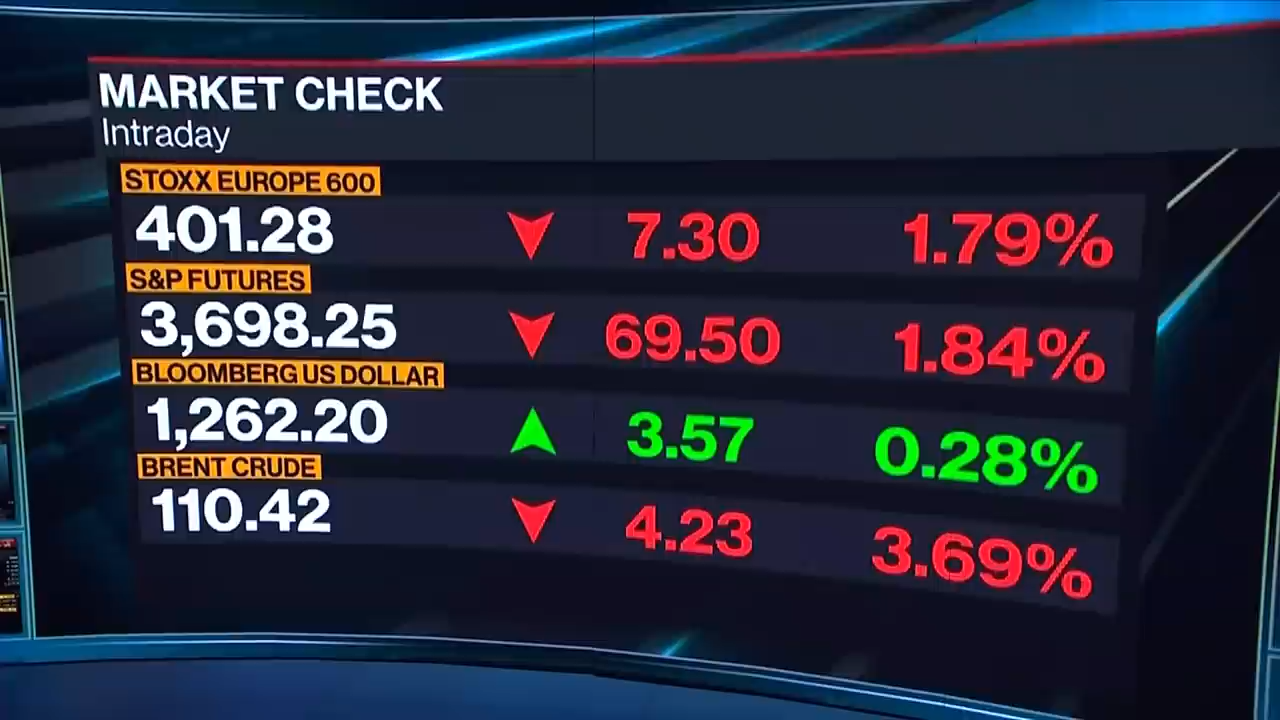 MARKET CHECK
Intraday
STOXX EUROPE 600
401.28 7.30 1.79%
S&P FUTURES
3,698.25 69.50 1.84%
BLOOMBERG US DOLLAR
1,262.20 3.57 0.28%
BRENT CRUDE
110.42 4.23 3.69%